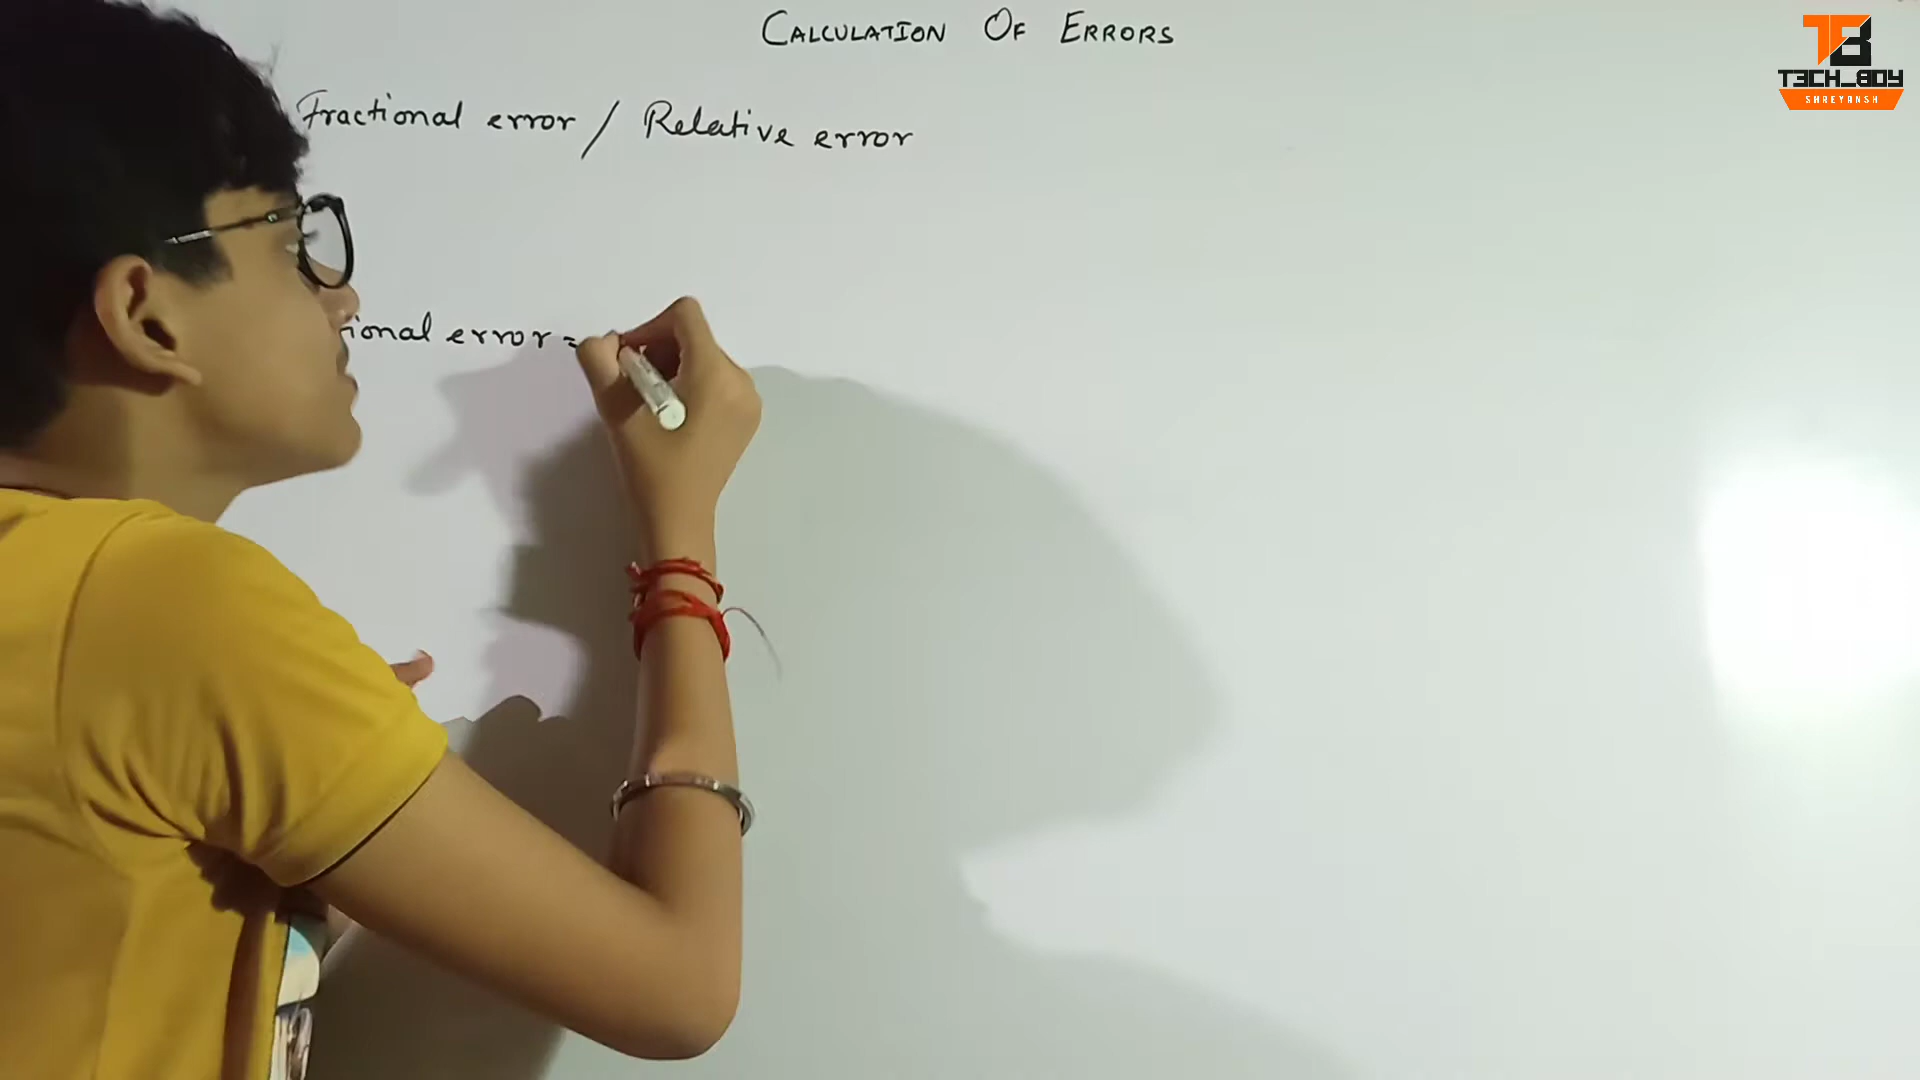 CALCULATION OF ERRORS
T3CH_BOY
SHREYANSH
Fractional error / Relative error
ional error =